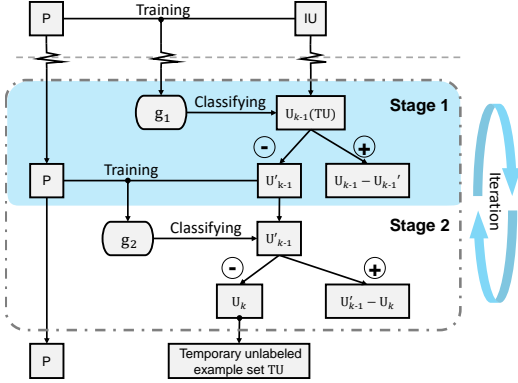 Training
P
IU
Classifying
Stage 1
g₁
Uₖ₋₁(TU)
-
+
Training
P
U'ₖ₋₁
Uₖ₋₁ − Uₖ₋₁'
Iteration
Stage 2
g₂
Classifying
U'ₖ₋₁
-
+
Uₖ
U'ₖ₋₁ − Uₖ
P
Temporary unlabeled
example set TU